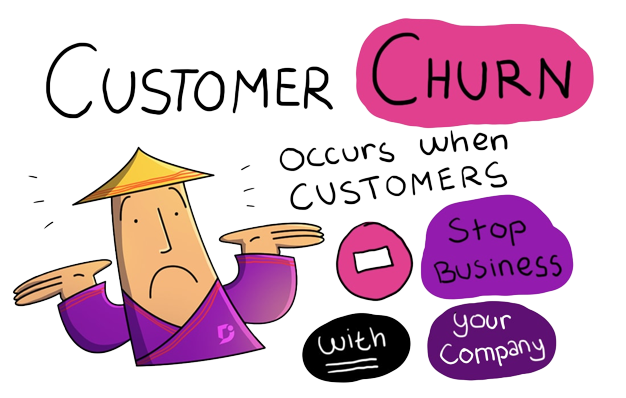 CUSTOMER CHURN
OCCURS when
CUSTOMERS
STOP
BUSINESS
with
your
Company